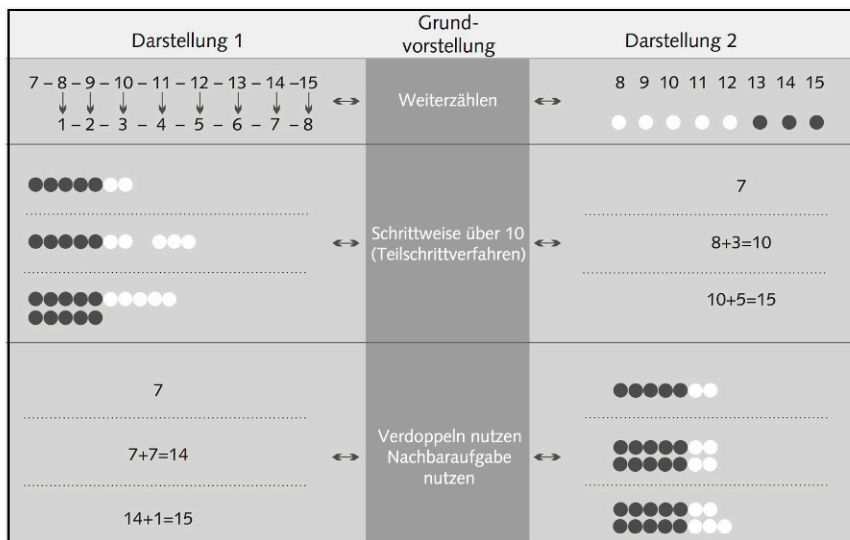 Darstellung 1
Grund-
vorstellung
Darstellung 2
7 – 8 – 9 – 10 – 11 – 12 – 13 – 14 –15
1 – 2 – 3 – 4 – 5 – 6 – 7 – 8
Weiterzählen
8 9 10 11 12 13 14 15
Schrittweise über 10
(Teilschrittverfahren)
7
8+3=10
10+5=15
7
7+7=14
14+1=15
Verdoppeln nutzen
Nachbaraufgabe
nutzen